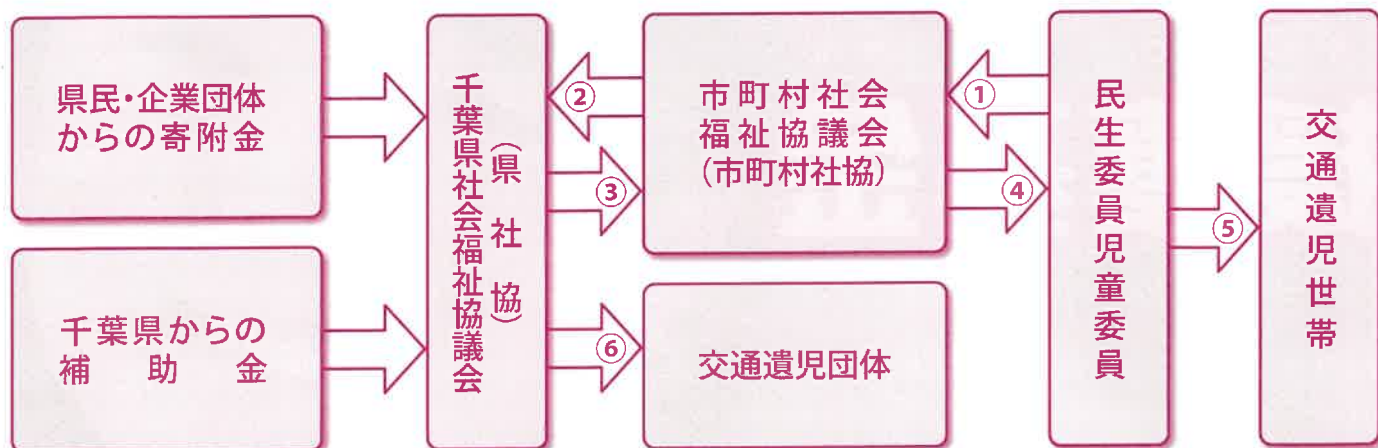 県民・企業団体
からの寄附金
千葉県からの
補助金
千葉県社会福祉協議会
(県社協)
②
③
⑥
市町村社会
福祉協議会
(市町村社協)
交通遺児団体
①
④
民生委員児童委員
⑤
交通遺児世帯